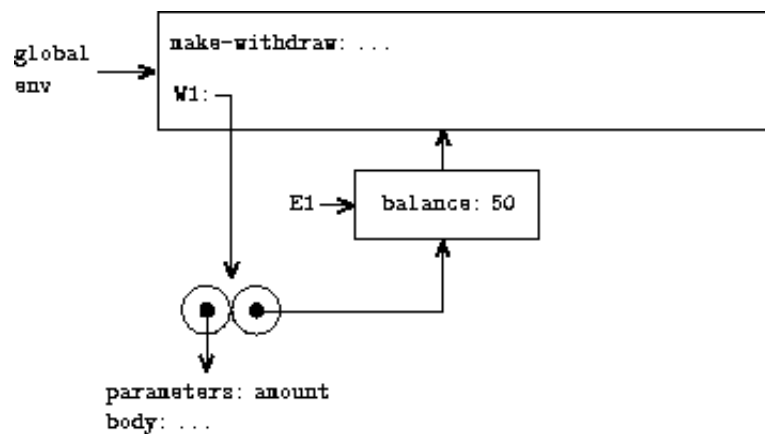 make-withdraw: ...
global
env
W1:
E1
balance: 50
parameters: amount
body: ...